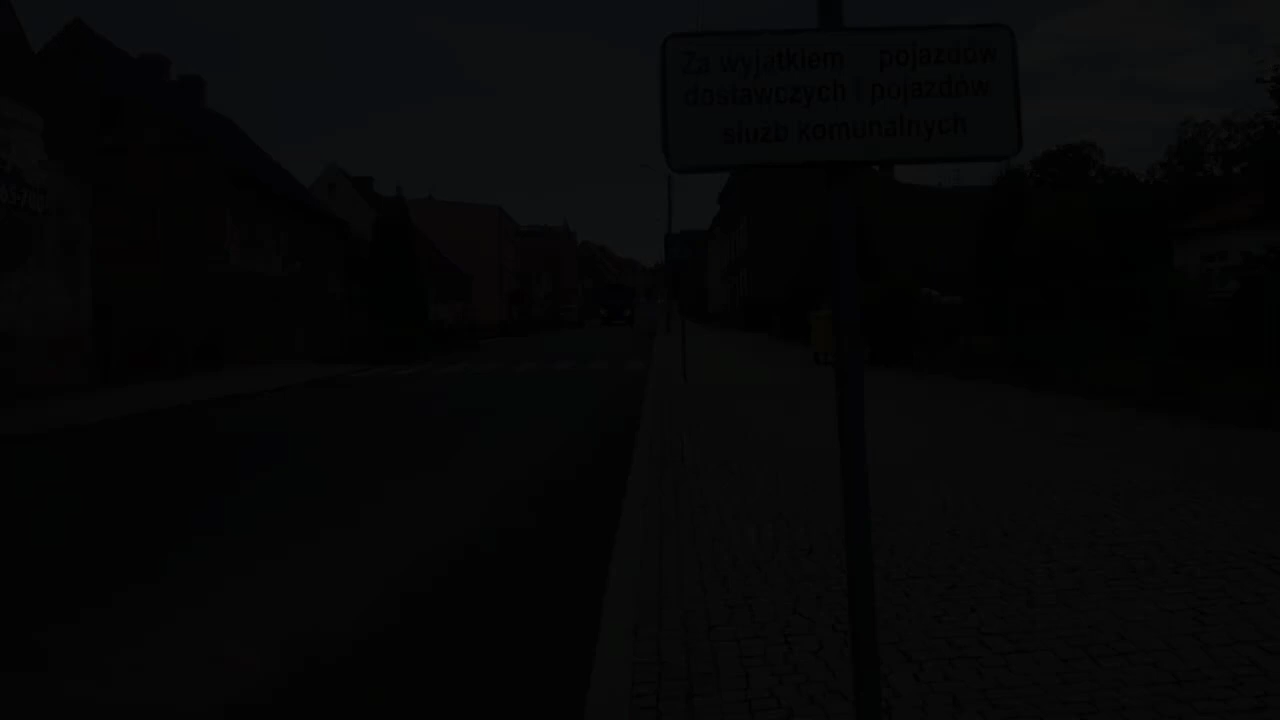 Za wyjątkiem pojazdów
dostawczych i pojazdów
służb komunalnych